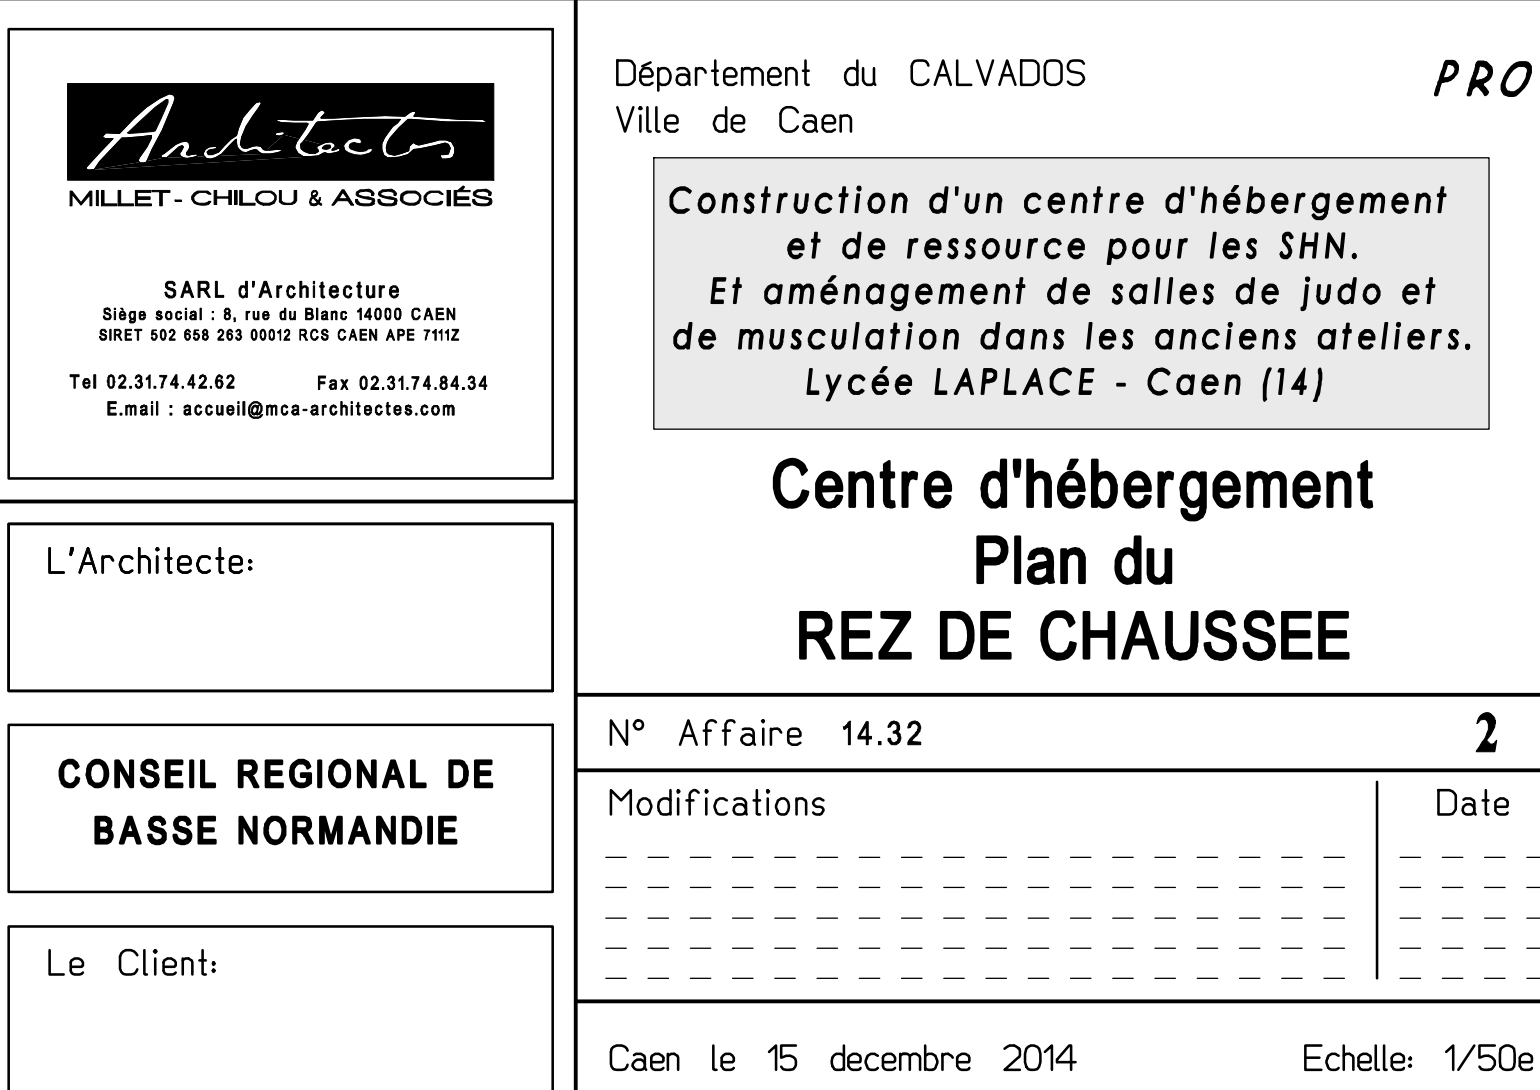 Architectes
MILLET - CHILOU & ASSOCIÉS
SARL d'Architecture
Siège social : 8, rue du Blanc 14000 CAEN
SIRET 502 658 263 00012 RCS CAEN APE 7111Z
Tel 02.31.74.42.62 Fax 02.31.74.84.34
E.mail : accueil@mca-architectes.com
L'Architecte:
CONSEIL REGIONAL DE
BASSE NORMANDIE
Le Client:
Département du CALVADOS
PRO
Ville de Caen
Construction d'un centre d'hébergement
et de ressource pour les SHN.
Et aménagement de salles de judo et
de musculation dans les anciens ateliers.
Lycée LAPLACE - Caen (14)
Centre d'hébergement
Plan du
REZ DE CHAUSSEE
N° Affaire 14.32
2
Modifications
Date
Caen le 15 decembre 2014
Echelle: 1/50e